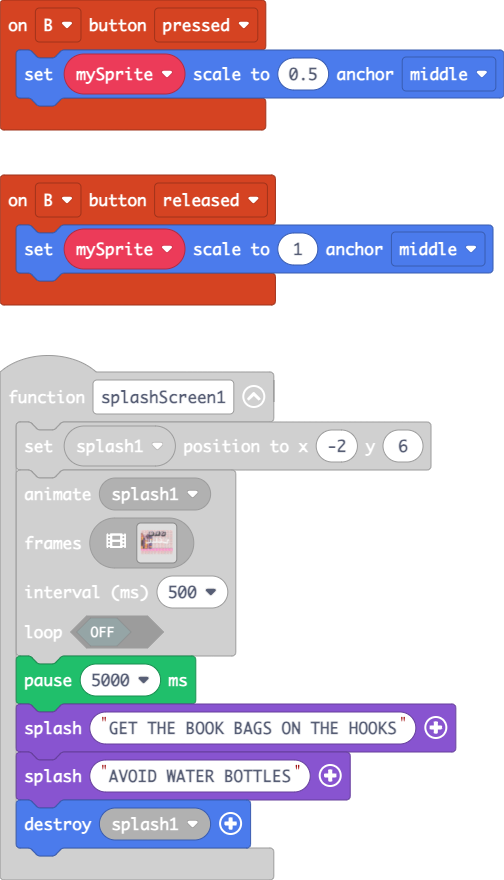 on B button pressed
set mySprite scale to 0.5 anchor middle
on B button released
set mySprite scale to 1 anchor middle
function splashScreen1
set splash1 position to x -2 y 6
animate splash1
frames
interval (ms) 500
loop OFF
pause 5000 ms
splash "GET THE BOOK BAGS ON THE HOOKS"
splash "AVOID WATER BOTTLES"
destroy splash1